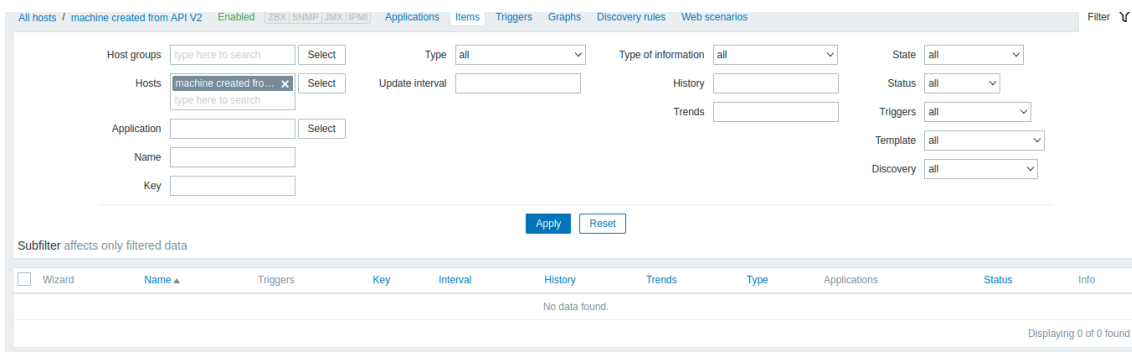 All hosts / machine created from API V2 Enabled ZBX SNMP JMX IPMI Applications Items Triggers Graphs Discovery rules Web scenarios Filter
Host groups type here to search Select Type all Type of information all State all
Hosts machine created fro... Select Update interval History Status all
type here to search
Trends Triggers all
Application Select
Template all
Name
Discovery all
Key
Apply Reset
Subfilter affects only filtered data
Wizard Name Triggers Key Interval History Trends Type Applications Status Info
No data found.
Displaying 0 of 0 found